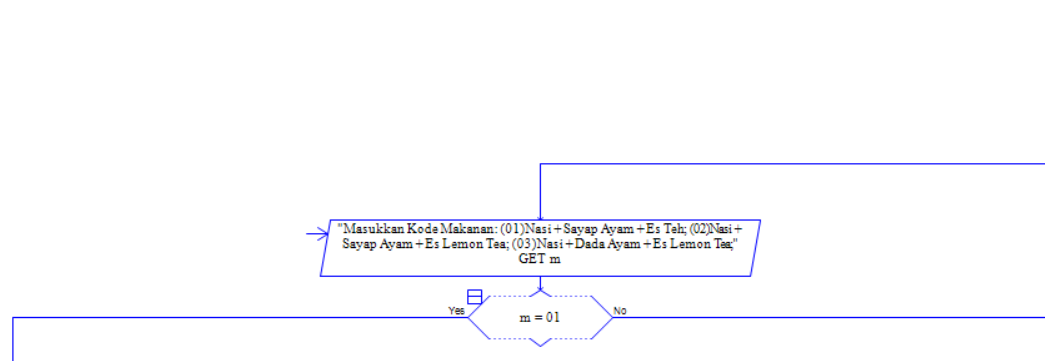 "Masukkan Kode Makanan: (01)Nasi+Sayap Ayam+Es Teh; (02)Nasi+
Sayap Ayam+Es Lemon Tea; (03)Nasi+Dada Ayam+Es Lemon Tea;"
GET m
Yes
m = 01
No